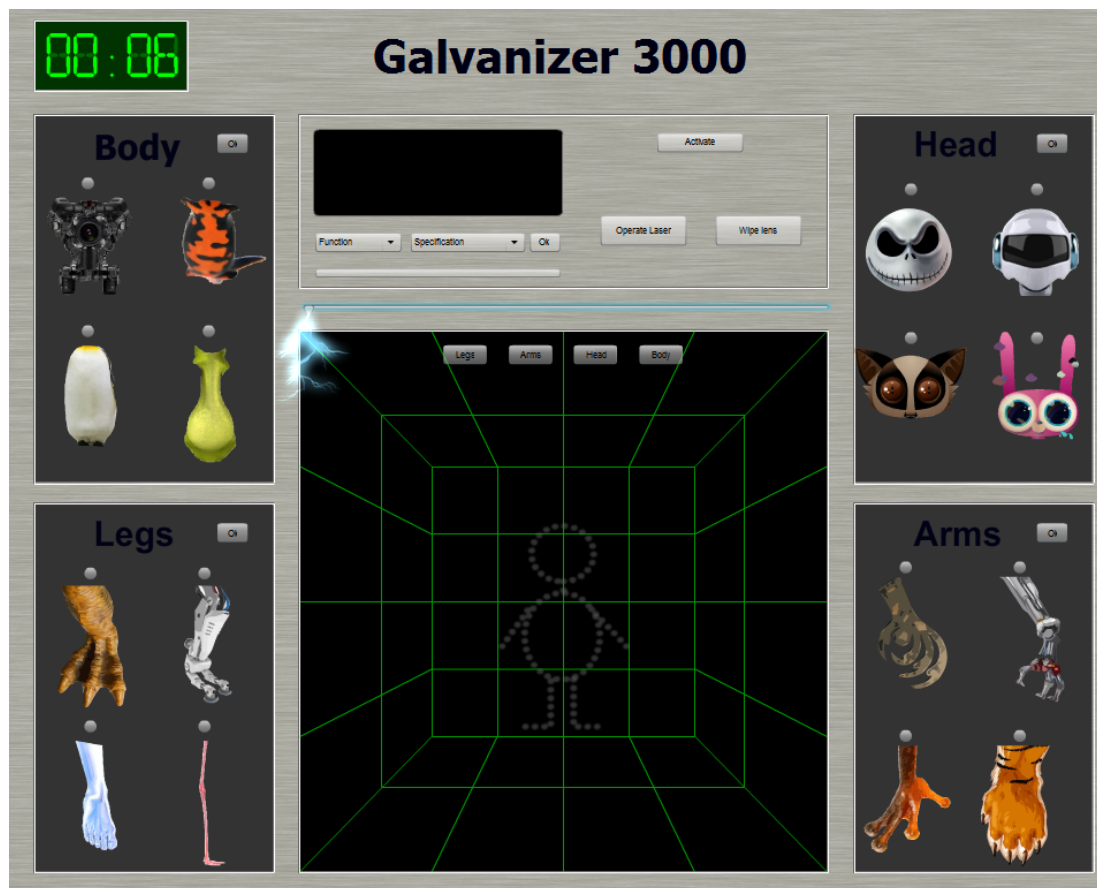 00:06
Galvanizer 3000
Body
Ok
Activate
Head
Ok
Function
Specification
Ok
Operate Laser
Wipe lens
Legs
Arms
Head
Body
Legs
Ok
Arms
Ok